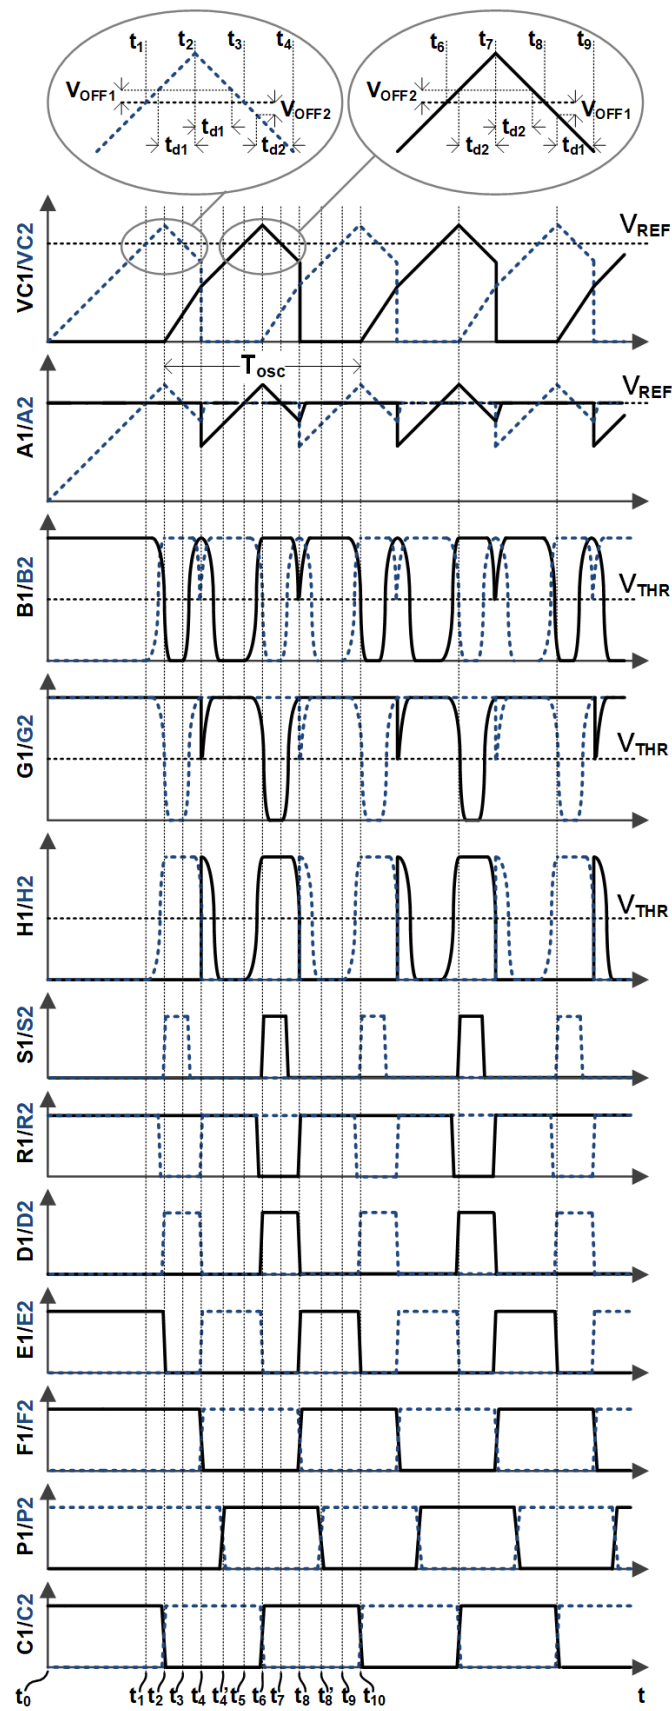 t1 t2 t3 t4
VOFF1
VOFF2
td1
td1 td2
t6 t7 t8 t9
VOFF2
VOFF1
td2
td2 td1
VC1/VC2
VREF
Tosc
A1/A2
VREF
B1/B2
VTHR
G1/G2
VTHR
H1/H2
VTHR
S1/S2
R1/R2
D1/D2
E1/E2
F1/F2
P1/P2
C1/C2
t0 t1 t2 t3 t4 t4' t5 t6 t7 t8 t8' t9 t10 t